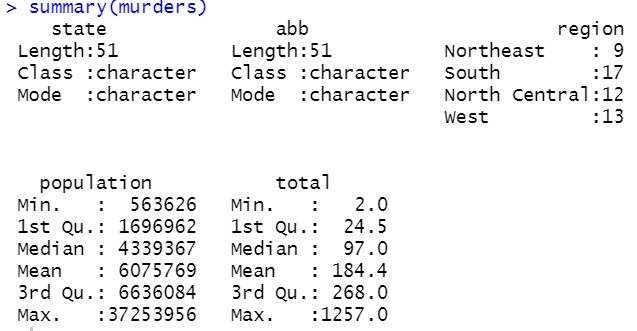 > summary(murders)
state abb region
Length:51 Length:51 Northeast : 9
Class :character Class :character South :17
Mode :character Mode :character North Central:12
West :13
population total
Min. : 563626 Min. : 2.0
1st Qu.: 1696962 1st Qu.: 24.5
Median : 4339367 Median : 97.0
Mean : 6075769 Mean : 184.4
3rd Qu.: 6636084 3rd Qu.: 268.0
Max. :37253956 Max. :1257.0